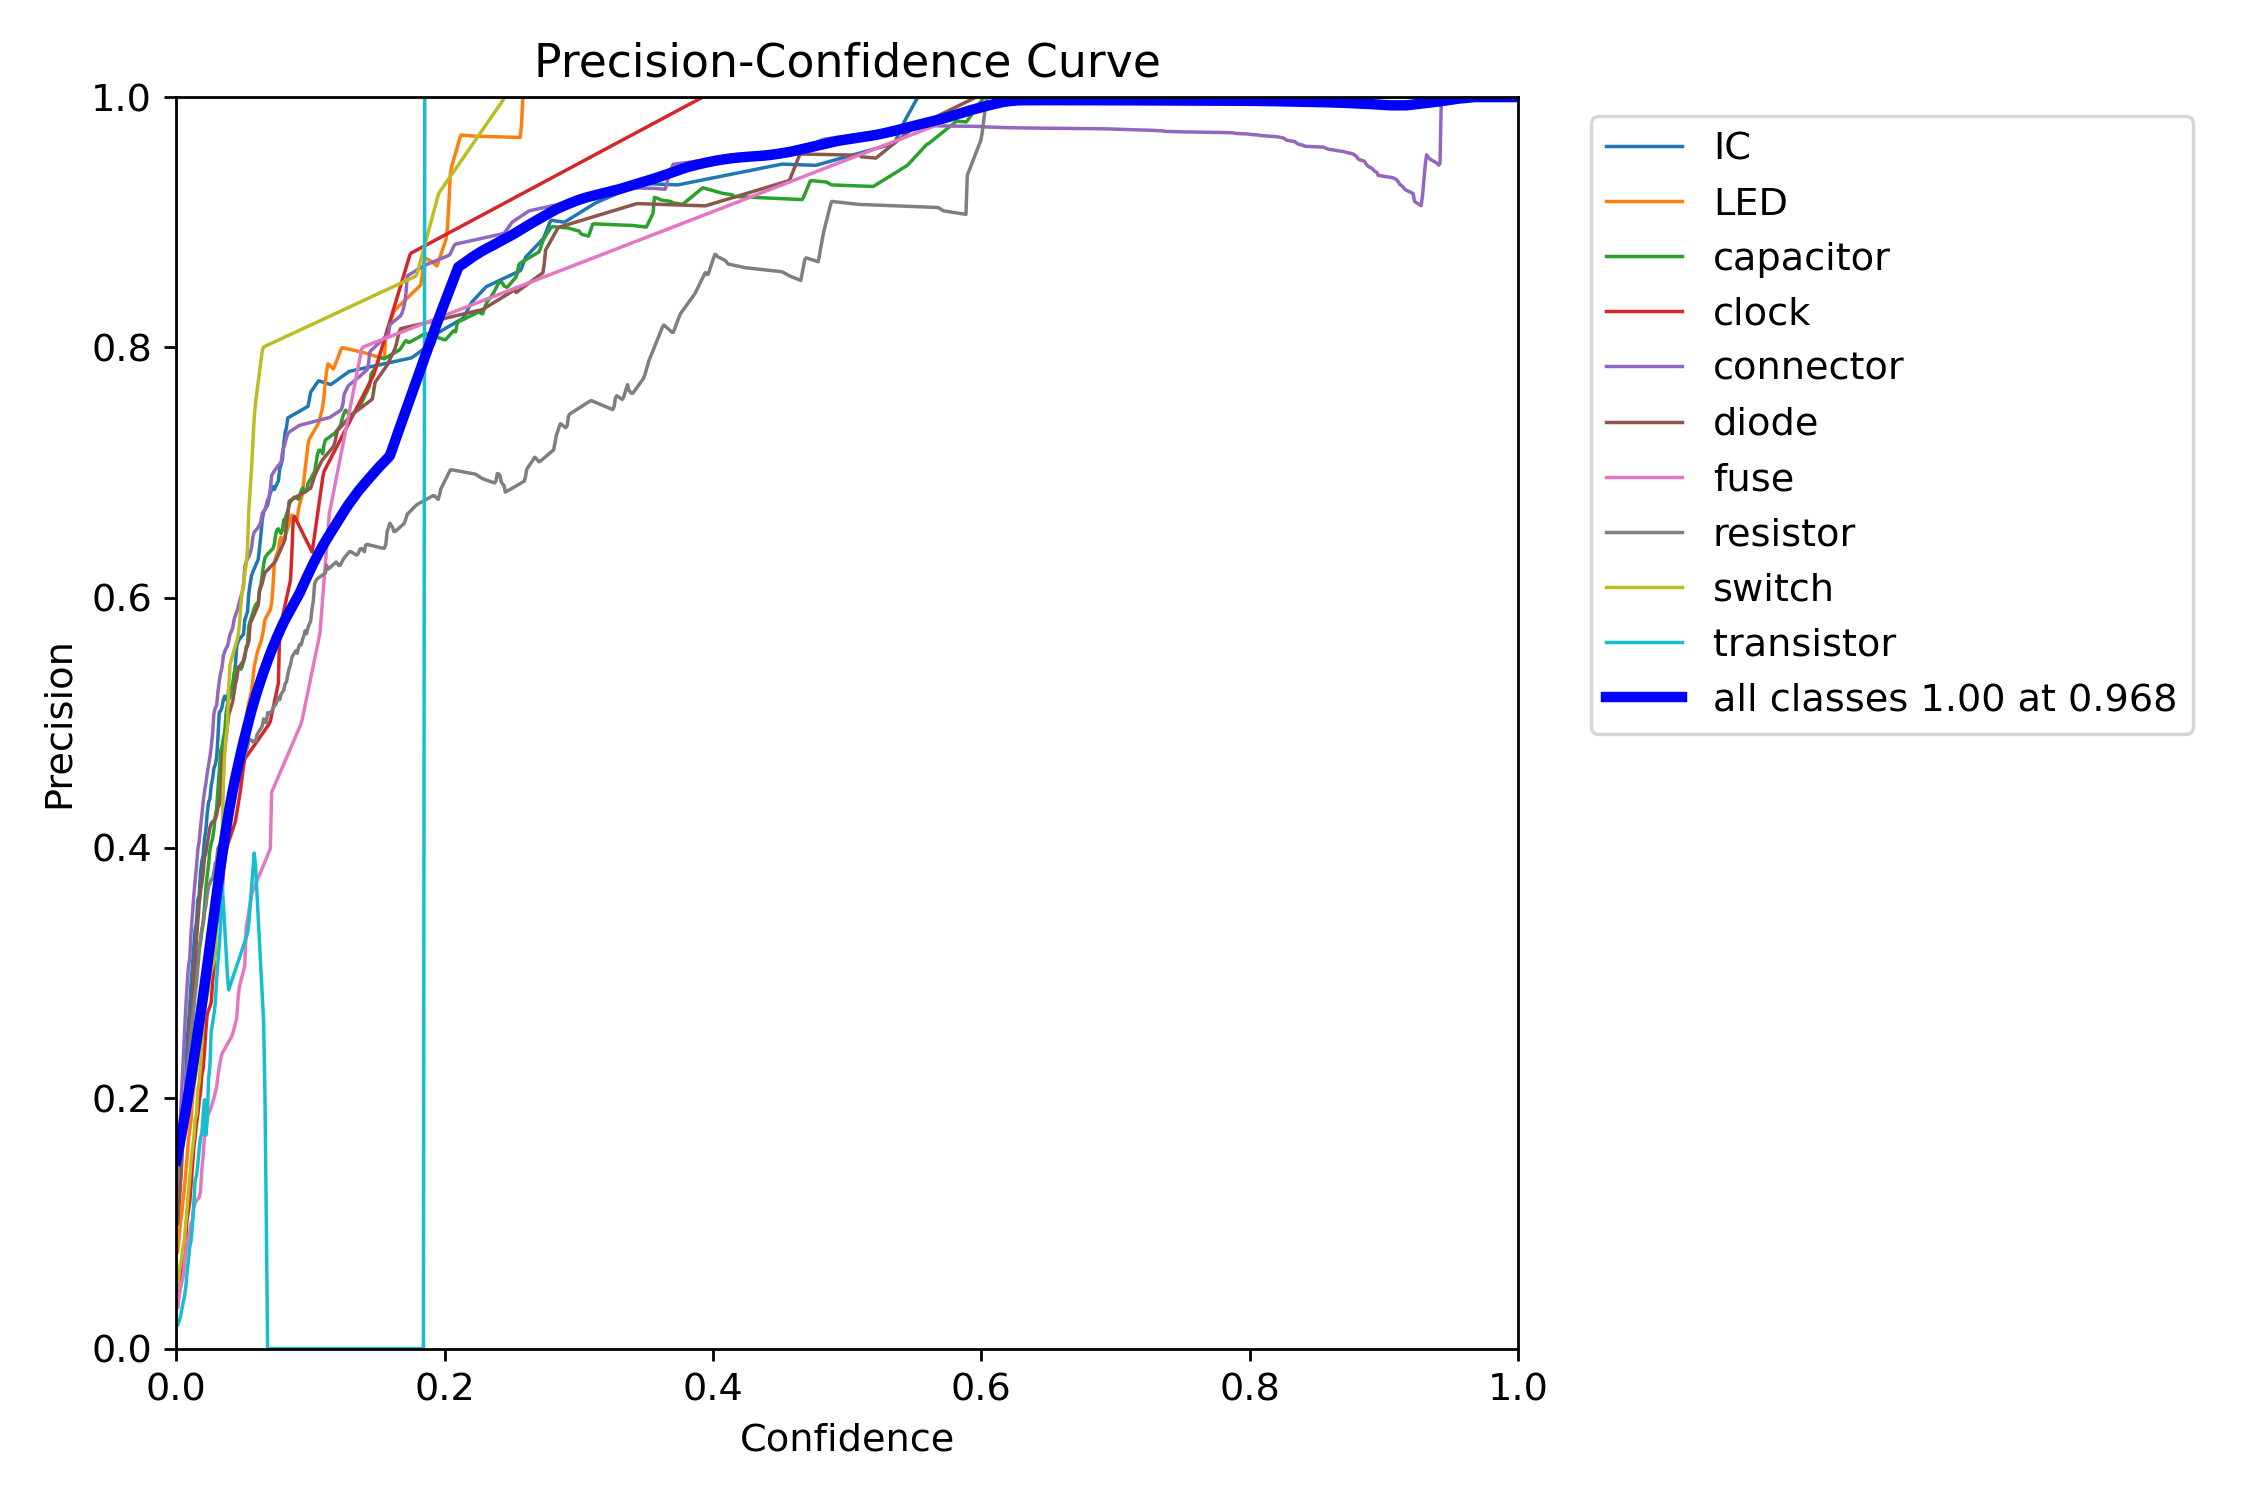 Precision-Confidence Curve
1.0
0.8
0.6
0.4
0.2
0.0
Precision
0.0 0.2 0.4 0.6 0.8 1.0
Confidence
IC
LED
capacitor
clock
connector
diode
fuse
resistor
switch
transistor
all classes 1.00 at 0.968